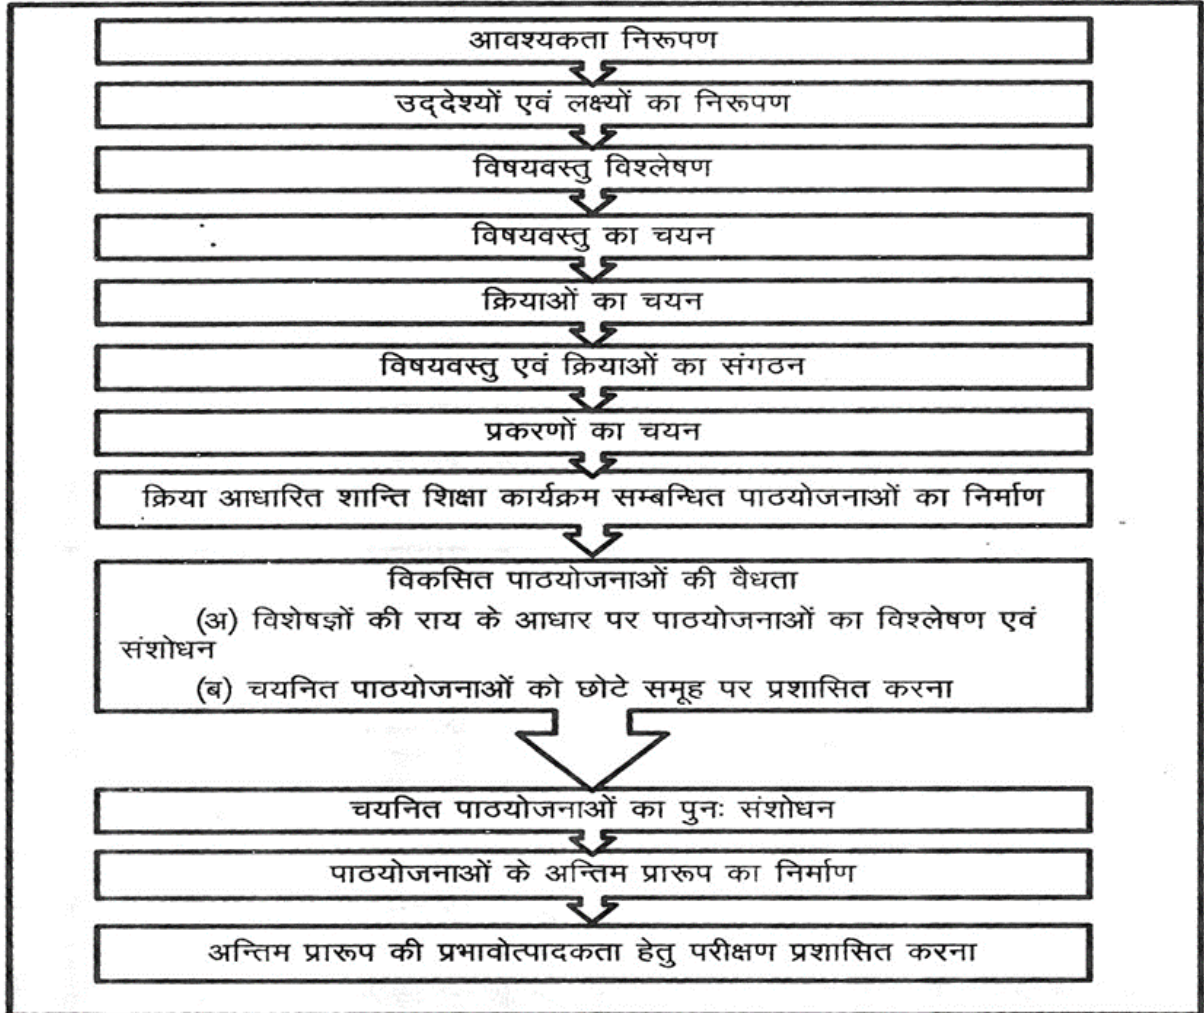 आवश्यकता निरूपण
उद्‌देश्यों एवं लक्ष्यों का निरूपण
विषयवस्तु विश्लेषण
विषयवस्तु का चयन
क्रियाओं का चयन
विषयवस्तु एवं क्रियाओं का संगठन
प्रकरणों का चयन
क्रिया आधारित शान्ति शिक्षा कार्यक्रम सम्बन्धित पाठयोजनाओं का निर्माण
विकसित पाठयोजनाओं की वैधता
(अ) विशेषज्ञों की राय के आधार पर पाठयोजनाओं का विश्लेषण एवं
संशोधन
(ब) चयनित पाठयोजनाओं को छोटे समूह पर प्रशासित करना
चयनित पाठयोजनाओं का पुनः संशोधन
पाठयोजनाओं के अन्तिम प्रारूप का निर्माण
अन्तिम प्रारूप की प्रभावोत्पादकता हेतु परीक्षण प्रशासित करना